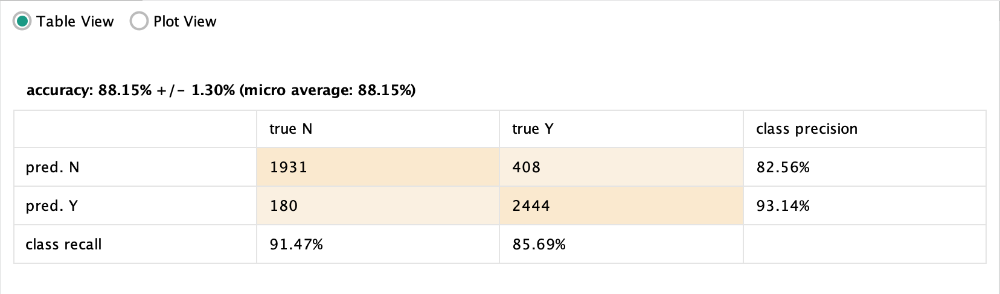 Table View Plot View
accuracy: 88.15% +/- 1.30% (micro average: 88.15%)
true N true Y class precision
pred. N 1931 408 82.56%
pred. Y 180 2444 93.14%
class recall 91.47% 85.69%